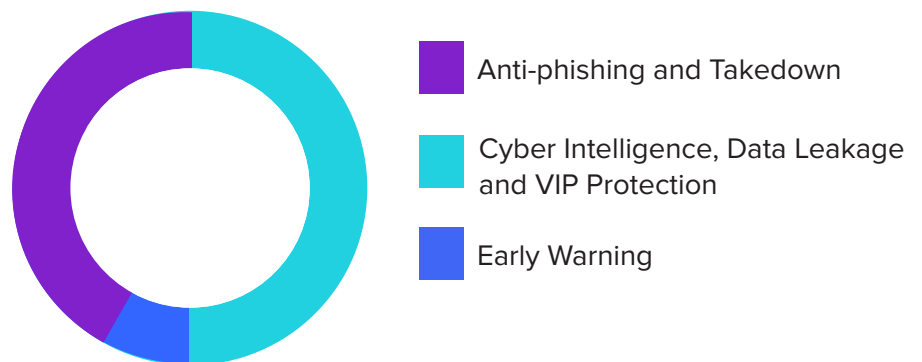 Anti-phishing and Takedown
Cyber Intelligence, Data Leakage
and VIP Protection
Early Warning